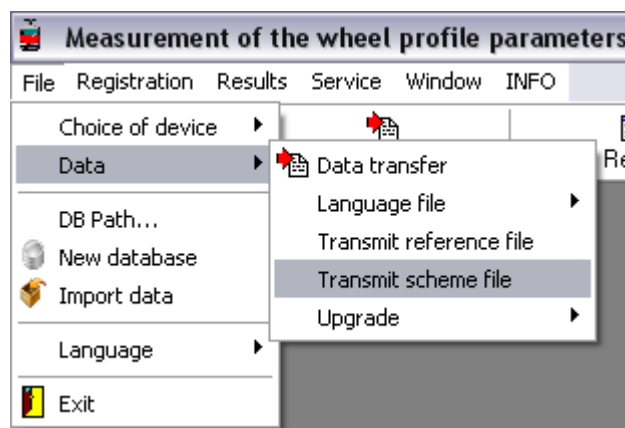 Measurement of the wheel profile parameters
File Registration Results Service Window INFO
Choice of device
Data
DB Path...
New database
Import data
Language
Exit
Data transfer
Language file
Transmit reference file
Transmit scheme file
Upgrade